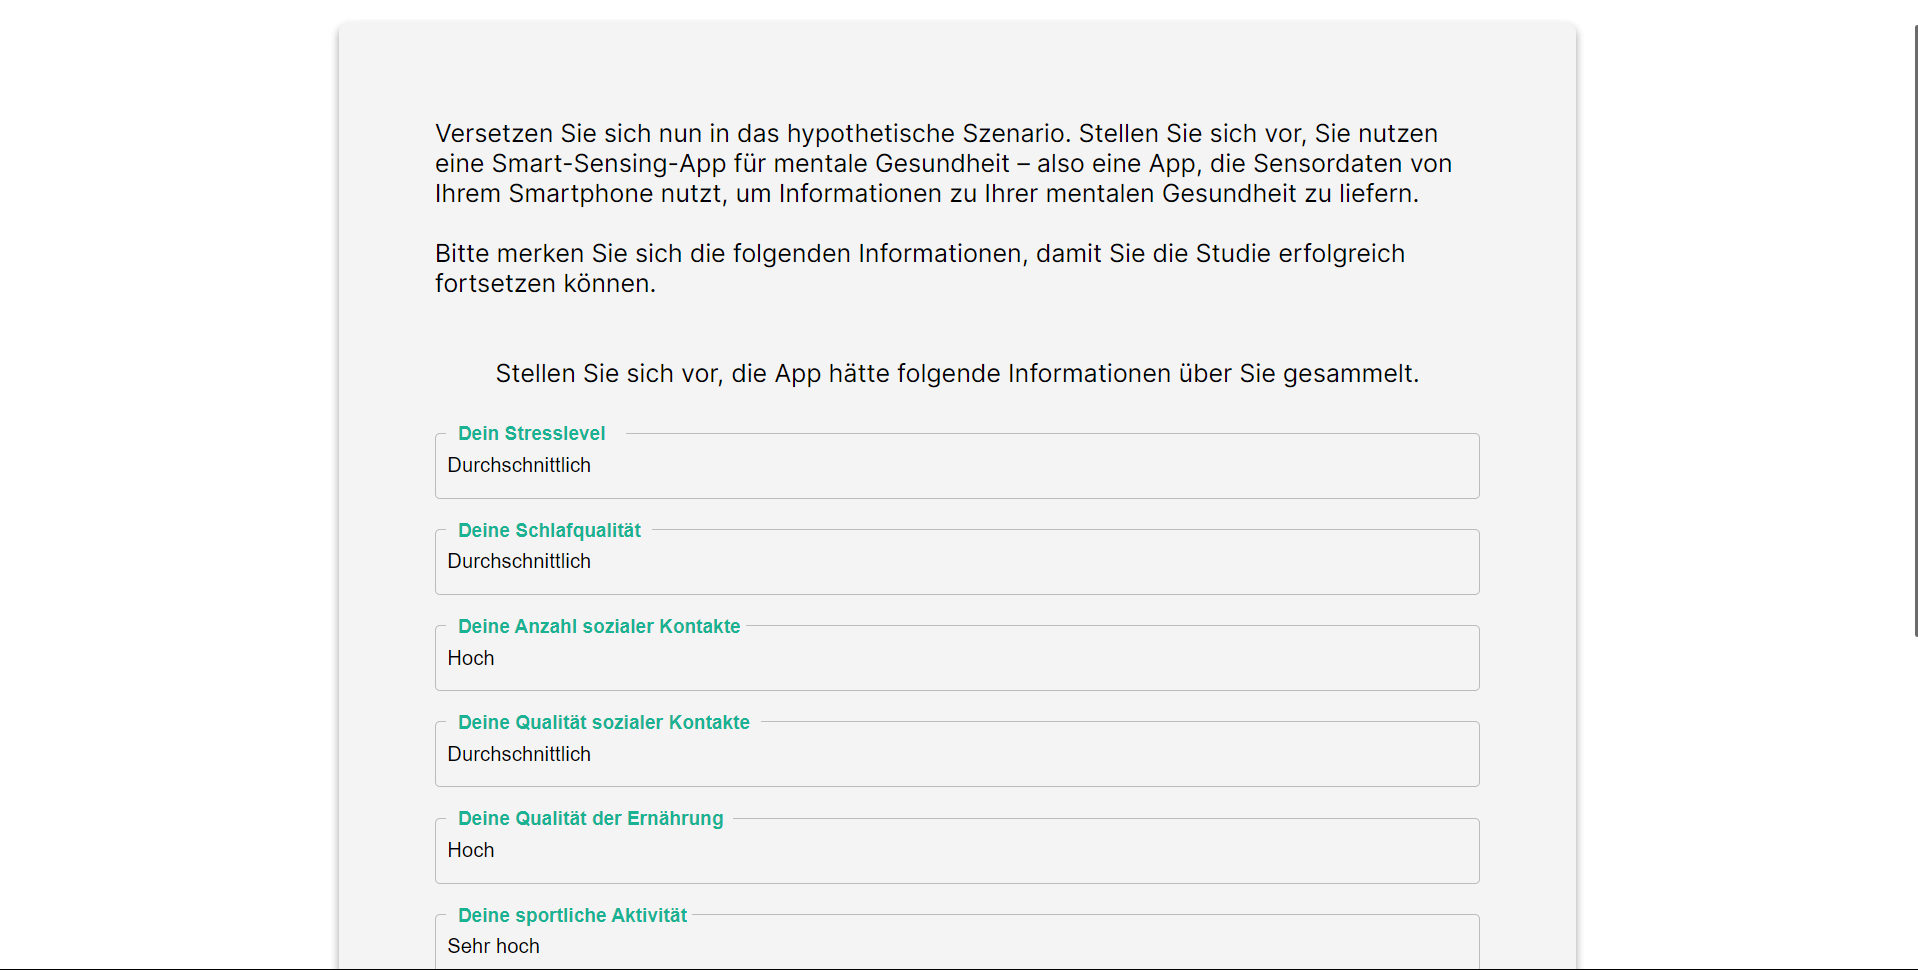 Versetzen Sie sich nun in das hypothetische Szenario. Stellen Sie sich vor, Sie nutzen
eine Smart-Sensing-App für mentale Gesundheit – also eine App, die Sensordaten von
Ihrem Smartphone nutzt, um Informationen zu Ihrer mentalen Gesundheit zu liefern.
Bitte merken Sie sich die folgenden Informationen, damit Sie die Studie erfolgreich
fortsetzen können.
Stellen Sie sich vor, die App hätte folgende Informationen über Sie gesammelt.
Dein Stresslevel
Durchschnittlich
Deine Schlafqualität
Durchschnittlich
Deine Anzahl sozialer Kontakte
Hoch
Deine Qualität sozialer Kontakte
Durchschnittlich
Deine Qualität der Ernährung
Hoch
Deine sportliche Aktivität
Sehr hoch